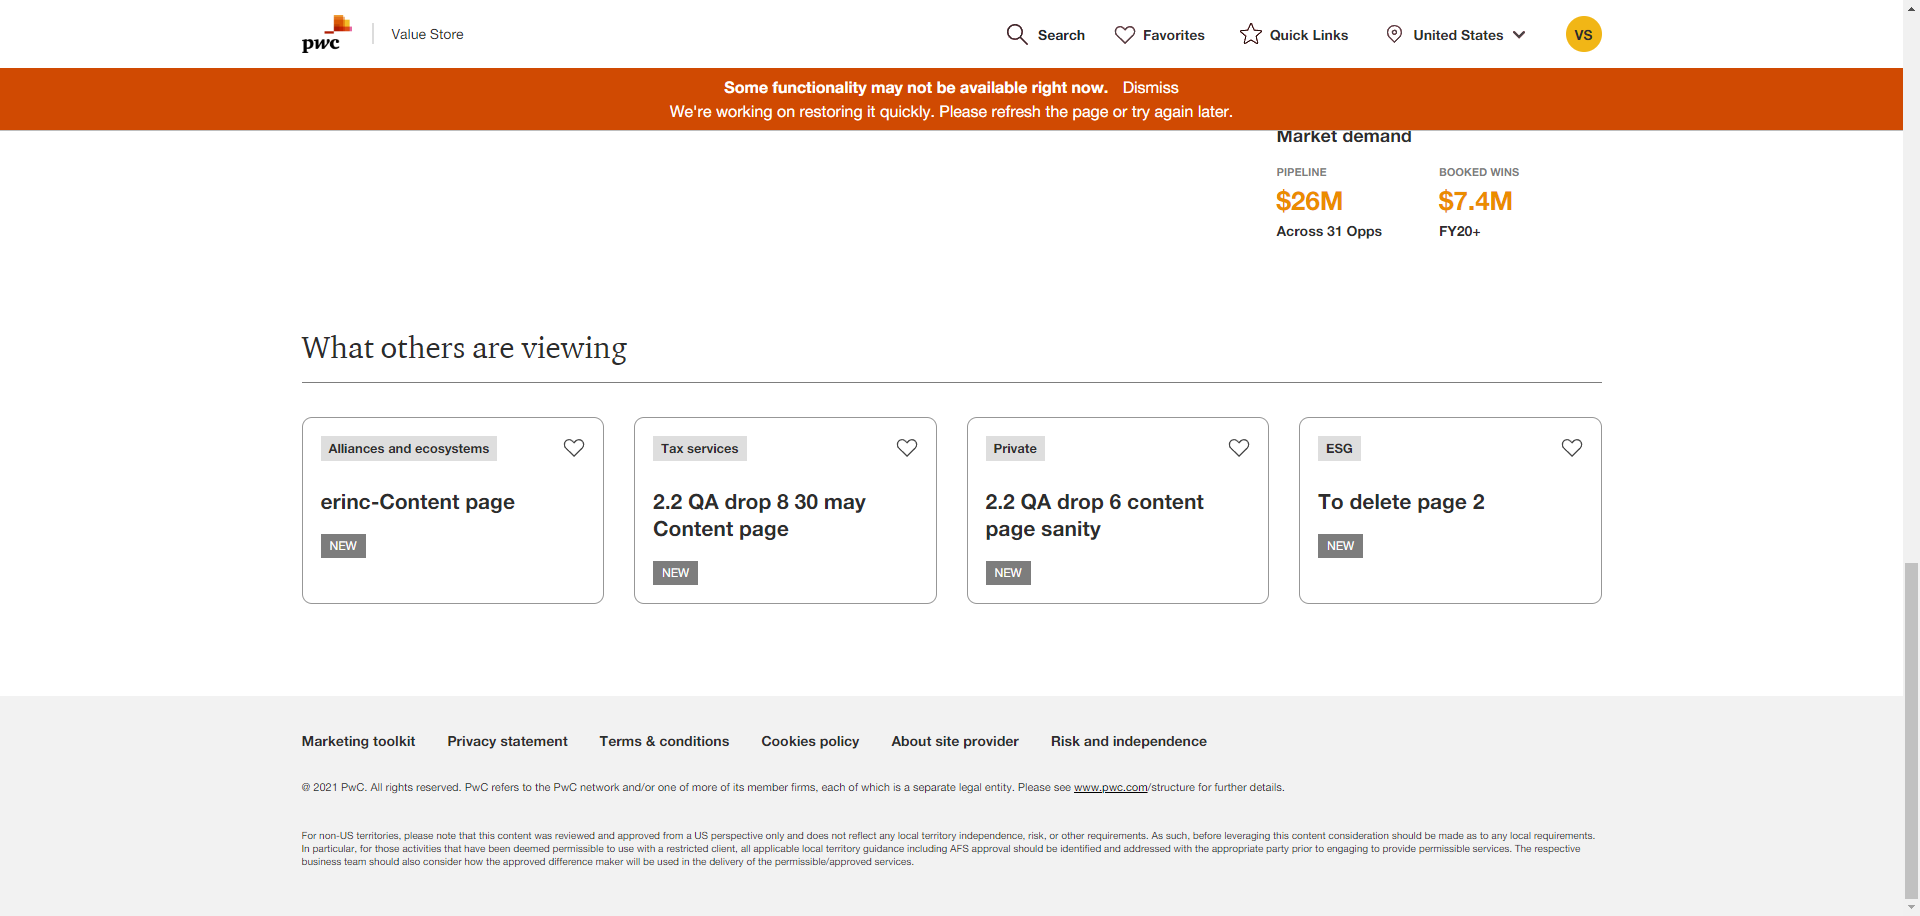 pwc
Value Store
Search
Favorites
Quick Links
United States
VS
Some functionality may not be available right now. Dismiss
We're working on restoring it quickly. Please refresh the page or try again later.
Market demand
PIPELINE
$26M
Across 31 Opps
BOOKED WINS
$7.4M
FY20+
What others are viewing
Alliances and ecosystems
erinc-Content page
NEW
Tax services
2.2 QA drop 8 30 may
Content page
NEW
Private
2.2 QA drop 6 content
page sanity
NEW
ESG
To delete page 2
NEW
Marketing toolkit
Privacy statement
Terms & conditions
Cookies policy
About site provider
Risk and independence
@ 2021 PwC. All rights reserved. PwC refers to the PwC network and/or one of more of its member firms, each of which is a separate legal entity. Please see www.pwc.com/structure for further details.
For non-US territories, please note that this content was reviewed and approved from a US perspective only and does not reflect any local territory independence, risk, or other requirements. As such, before leveraging this content consideration should be made as to any local requirements.
In particular, for those activities that have been deemed permissible to use with a restricted client, all applicable local territory guidance including AFS approval should be identified and addressed with the appropriate party prior to engaging to provide permissible services. The respective
business team should also consider how the approved difference maker will be used in the delivery of the permissible/approved services.